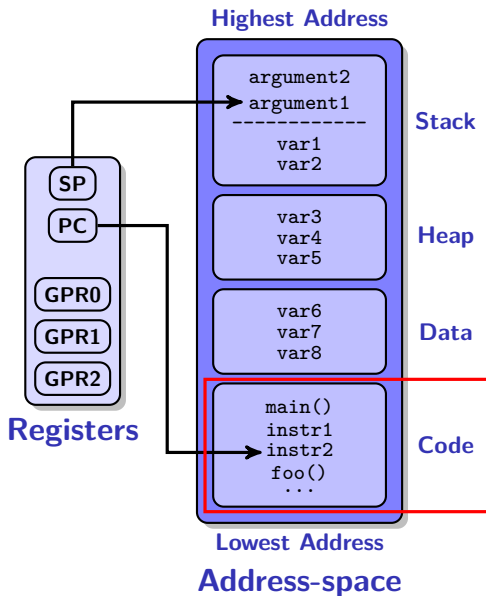 Highest Address
argument2
argument1
------------
var1
var2
Stack
SP
PC
GPR0
GPR1
GPR2
Registers
var3
var4
var5
Heap
var6
var7
var8
Data
main()
instr1
instr2
foo()
...
Code
Lowest Address
Address-space